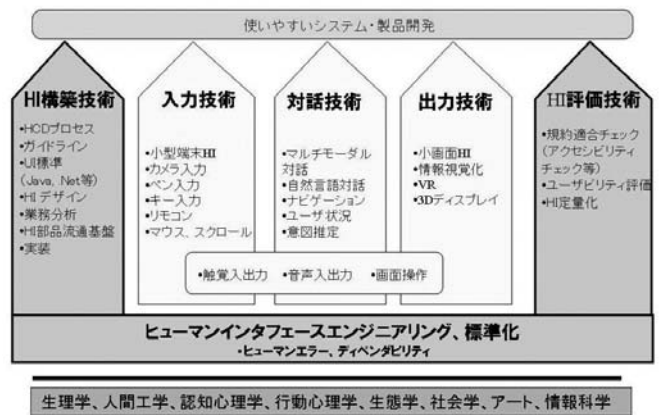 使いやすいシステム・製品開発
HI構築技術
•HCDプロセス
•ガイドライン
•UI標準
(Java, .Net等)
•HIデザイン
•業務分析
•HI部品流通基盤
•実装
入力技術
•小型端末HI
•カメラ入力
•ペン入力
•キー入力
•リモコン
•マウス、スクロール
対話技術
•マルチモーダル
対話
•自然言語対話
•ナビゲーション
•ユーザ状況
•意図推定
出力技術
•小画面HI
•情報視覚化
•VR
•3Dディスプレイ
HI評価技術
•規約適合チェック
(アクセシビリティ
チェック等)
•ユーザビリティ評価
•HI定量化
•触覚入出力 •音声入出力 •画面操作
ヒューマンインタフェースエンジニアリング、標準化
•ヒューマンエラー、ディペンダビリティ
生理学、人間工学、認知心理学、行動心理学、生態学、社会学、アート、情報科学